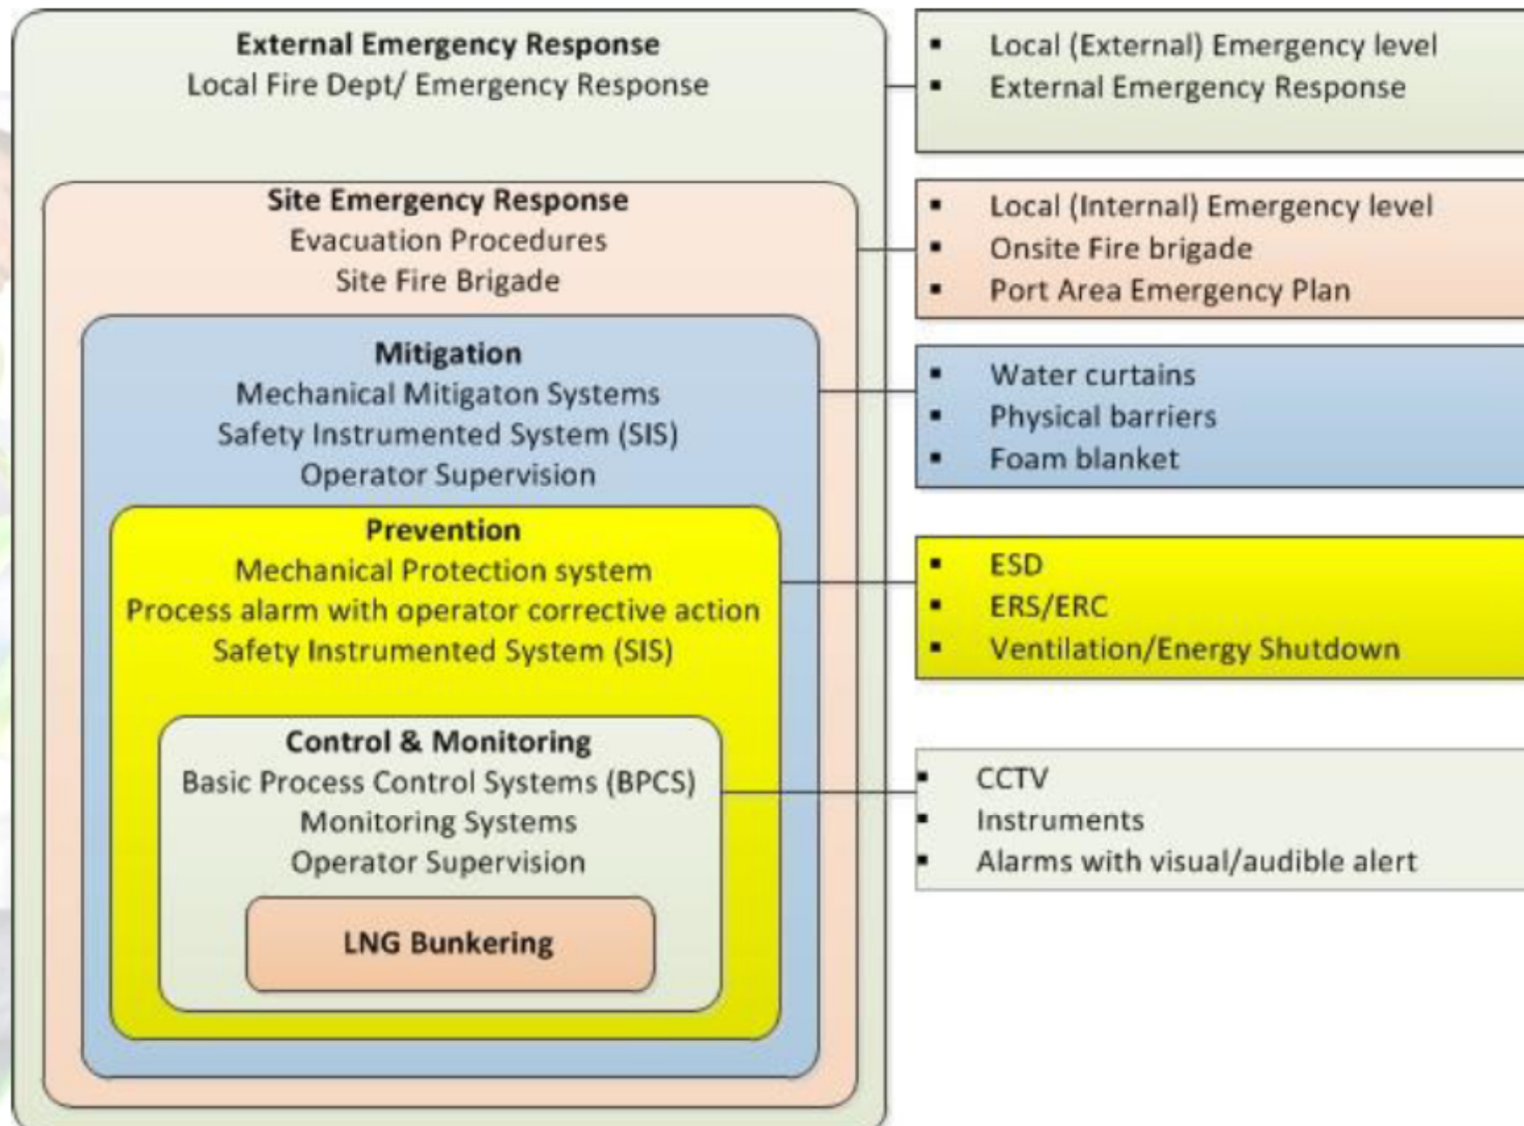 External Emergency Response
Local Fire Dept/ Emergency Response
▪ Local (External) Emergency level
▪ External Emergency Response
Site Emergency Response
Evacuation Procedures
Site Fire Brigade
▪ Local (Internal) Emergency level
▪ Onsite Fire brigade
▪ Port Area Emergency Plan
Mitigation
Mechanical Mitigaton Systems
Safety Instrumented System (SIS)
Operator Supervision
▪ Water curtains
▪ Physical barriers
▪ Foam blanket
Prevention
Mechanical Protection system
Process alarm with operator corrective action
Safety Instrumented System (SIS)
▪ ESD
▪ ERS/ERC
▪ Ventilation/Energy Shutdown
Control & Monitoring
Basic Process Control Systems (BPCS)
Monitoring Systems
Operator Supervision
▪ CCTV
▪ Instruments
▪ Alarms with visual/audible alert
LNG Bunkering